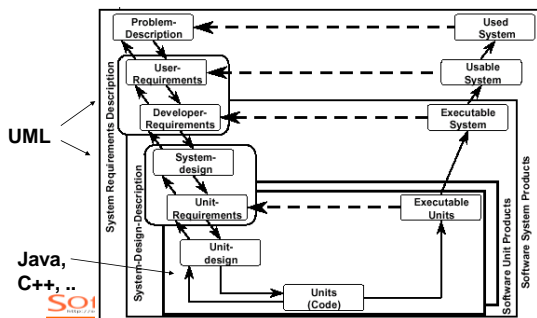 Problem-
Description
Used
System
User-
Requirements
Usable
System
Developer-
Requirements
Executable
System
System-
design
Unit-
Requirements
Executable
Units
Unit-
design
Units
(Code)
System Requirements Description
System-Design-Description
Software Unit Products
Software System Products
UML
Java,
C++, ..